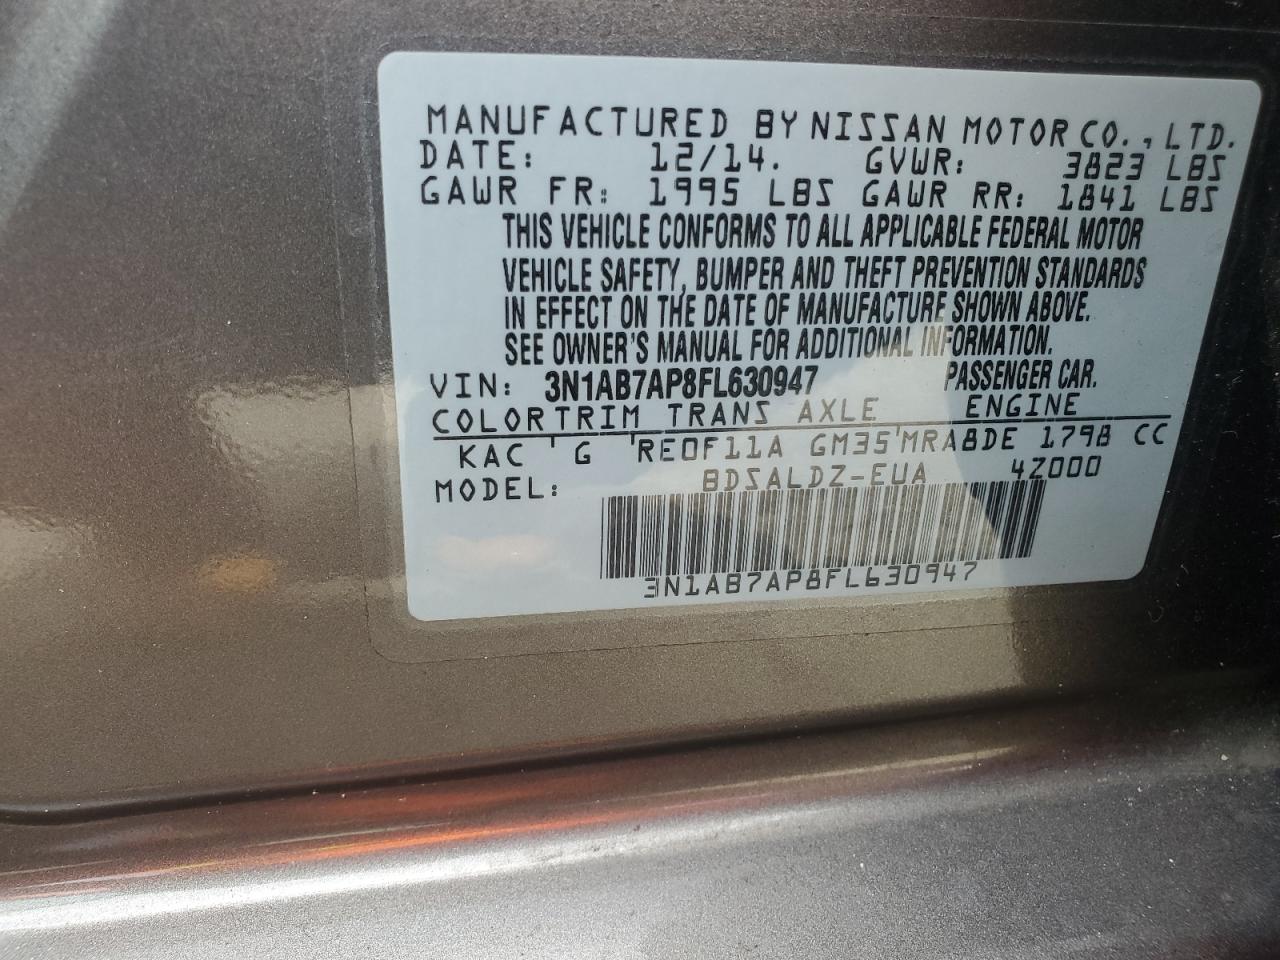 MANUFACTURED BY NISSAN MOTOR CO., LTD.
DATE: 12/14. GVWR: 3823 LBS
GAWR FR: 1995 LBS GAWR RR: 1841 LBS
THIS VEHICLE CONFORMS TO ALL APPLICABLE FEDERAL MOTOR
VEHICLE SAFETY, BUMPER AND THEFT PREVENTION STANDARDS
IN EFFECT ON THE DATE OF MANUFACTURE SHOWN ABOVE.
SEE OWNER'S MANUAL FOR ADDITIONAL INFORMATION.
VIN: 3N1AB7AP8FL630947 PASSENGER CAR.
COLORTRIM TRANS AXLE ENGINE
KAC ' G 'RE0F11A GM35'MRA8DE 1798 CC
MODEL: BDSALDZ-EUA 4Z000
3N1AB7AP8FL630947